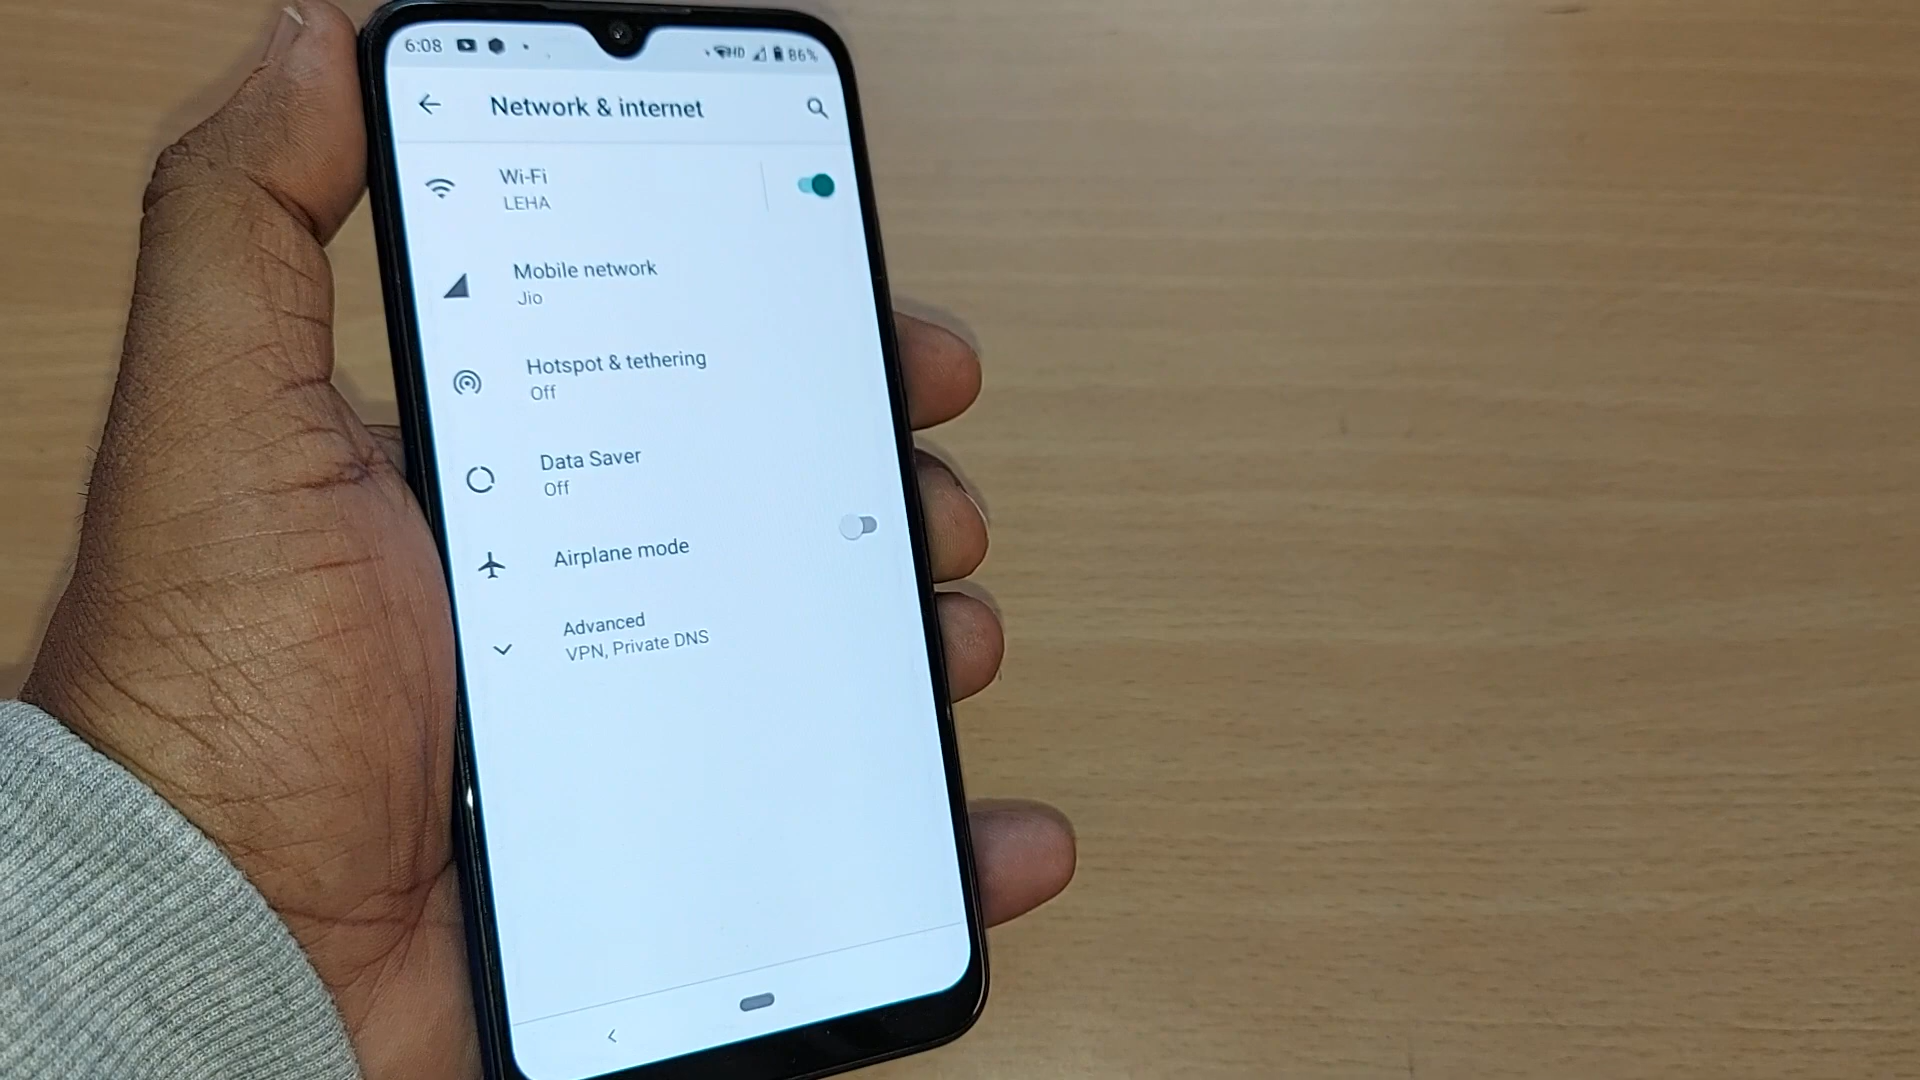 6:08 HD 86%
Network & internet
Wi-Fi
LEHA
Mobile network
Jio
Hotspot & tethering
Off
Data Saver
Off
Airplane mode
Advanced
VPN, Private DNS